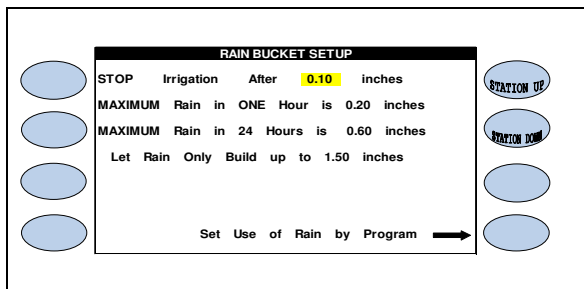 RAIN BUCKET SETUP
STOP Irrigation After 0.10 inches
STATION UP
MAXIMUM Rain in ONE Hour is 0.20 inches
MAXIMUM Rain in 24 Hours is 0.60 inches
STATION DOWN
Let Rain Only Build up to 1.50 inches
Set Use of Rain by Program